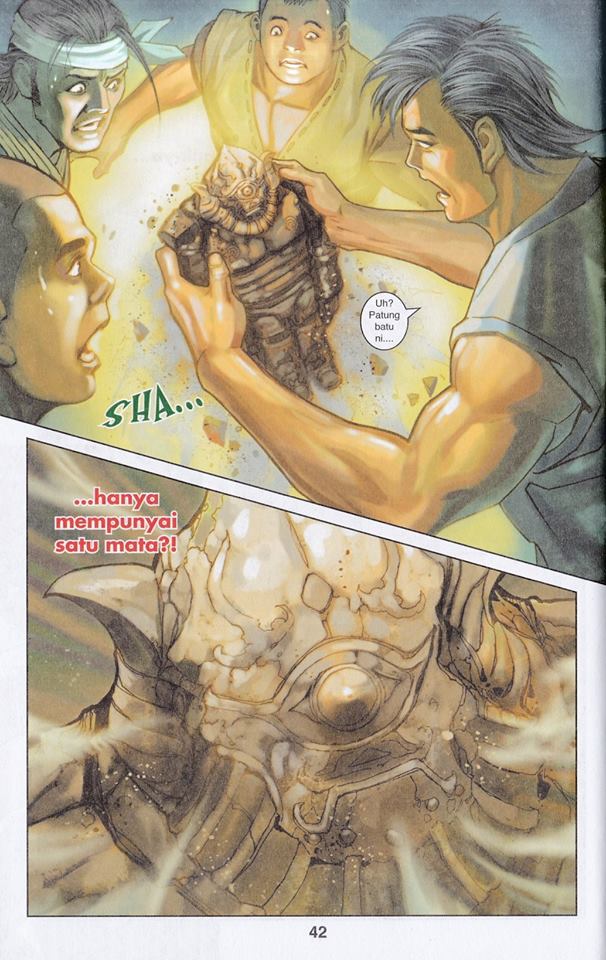 Uh?
Patung
batu
ni....
SHA...
...hanya
mempunyai
satu mata?!
42